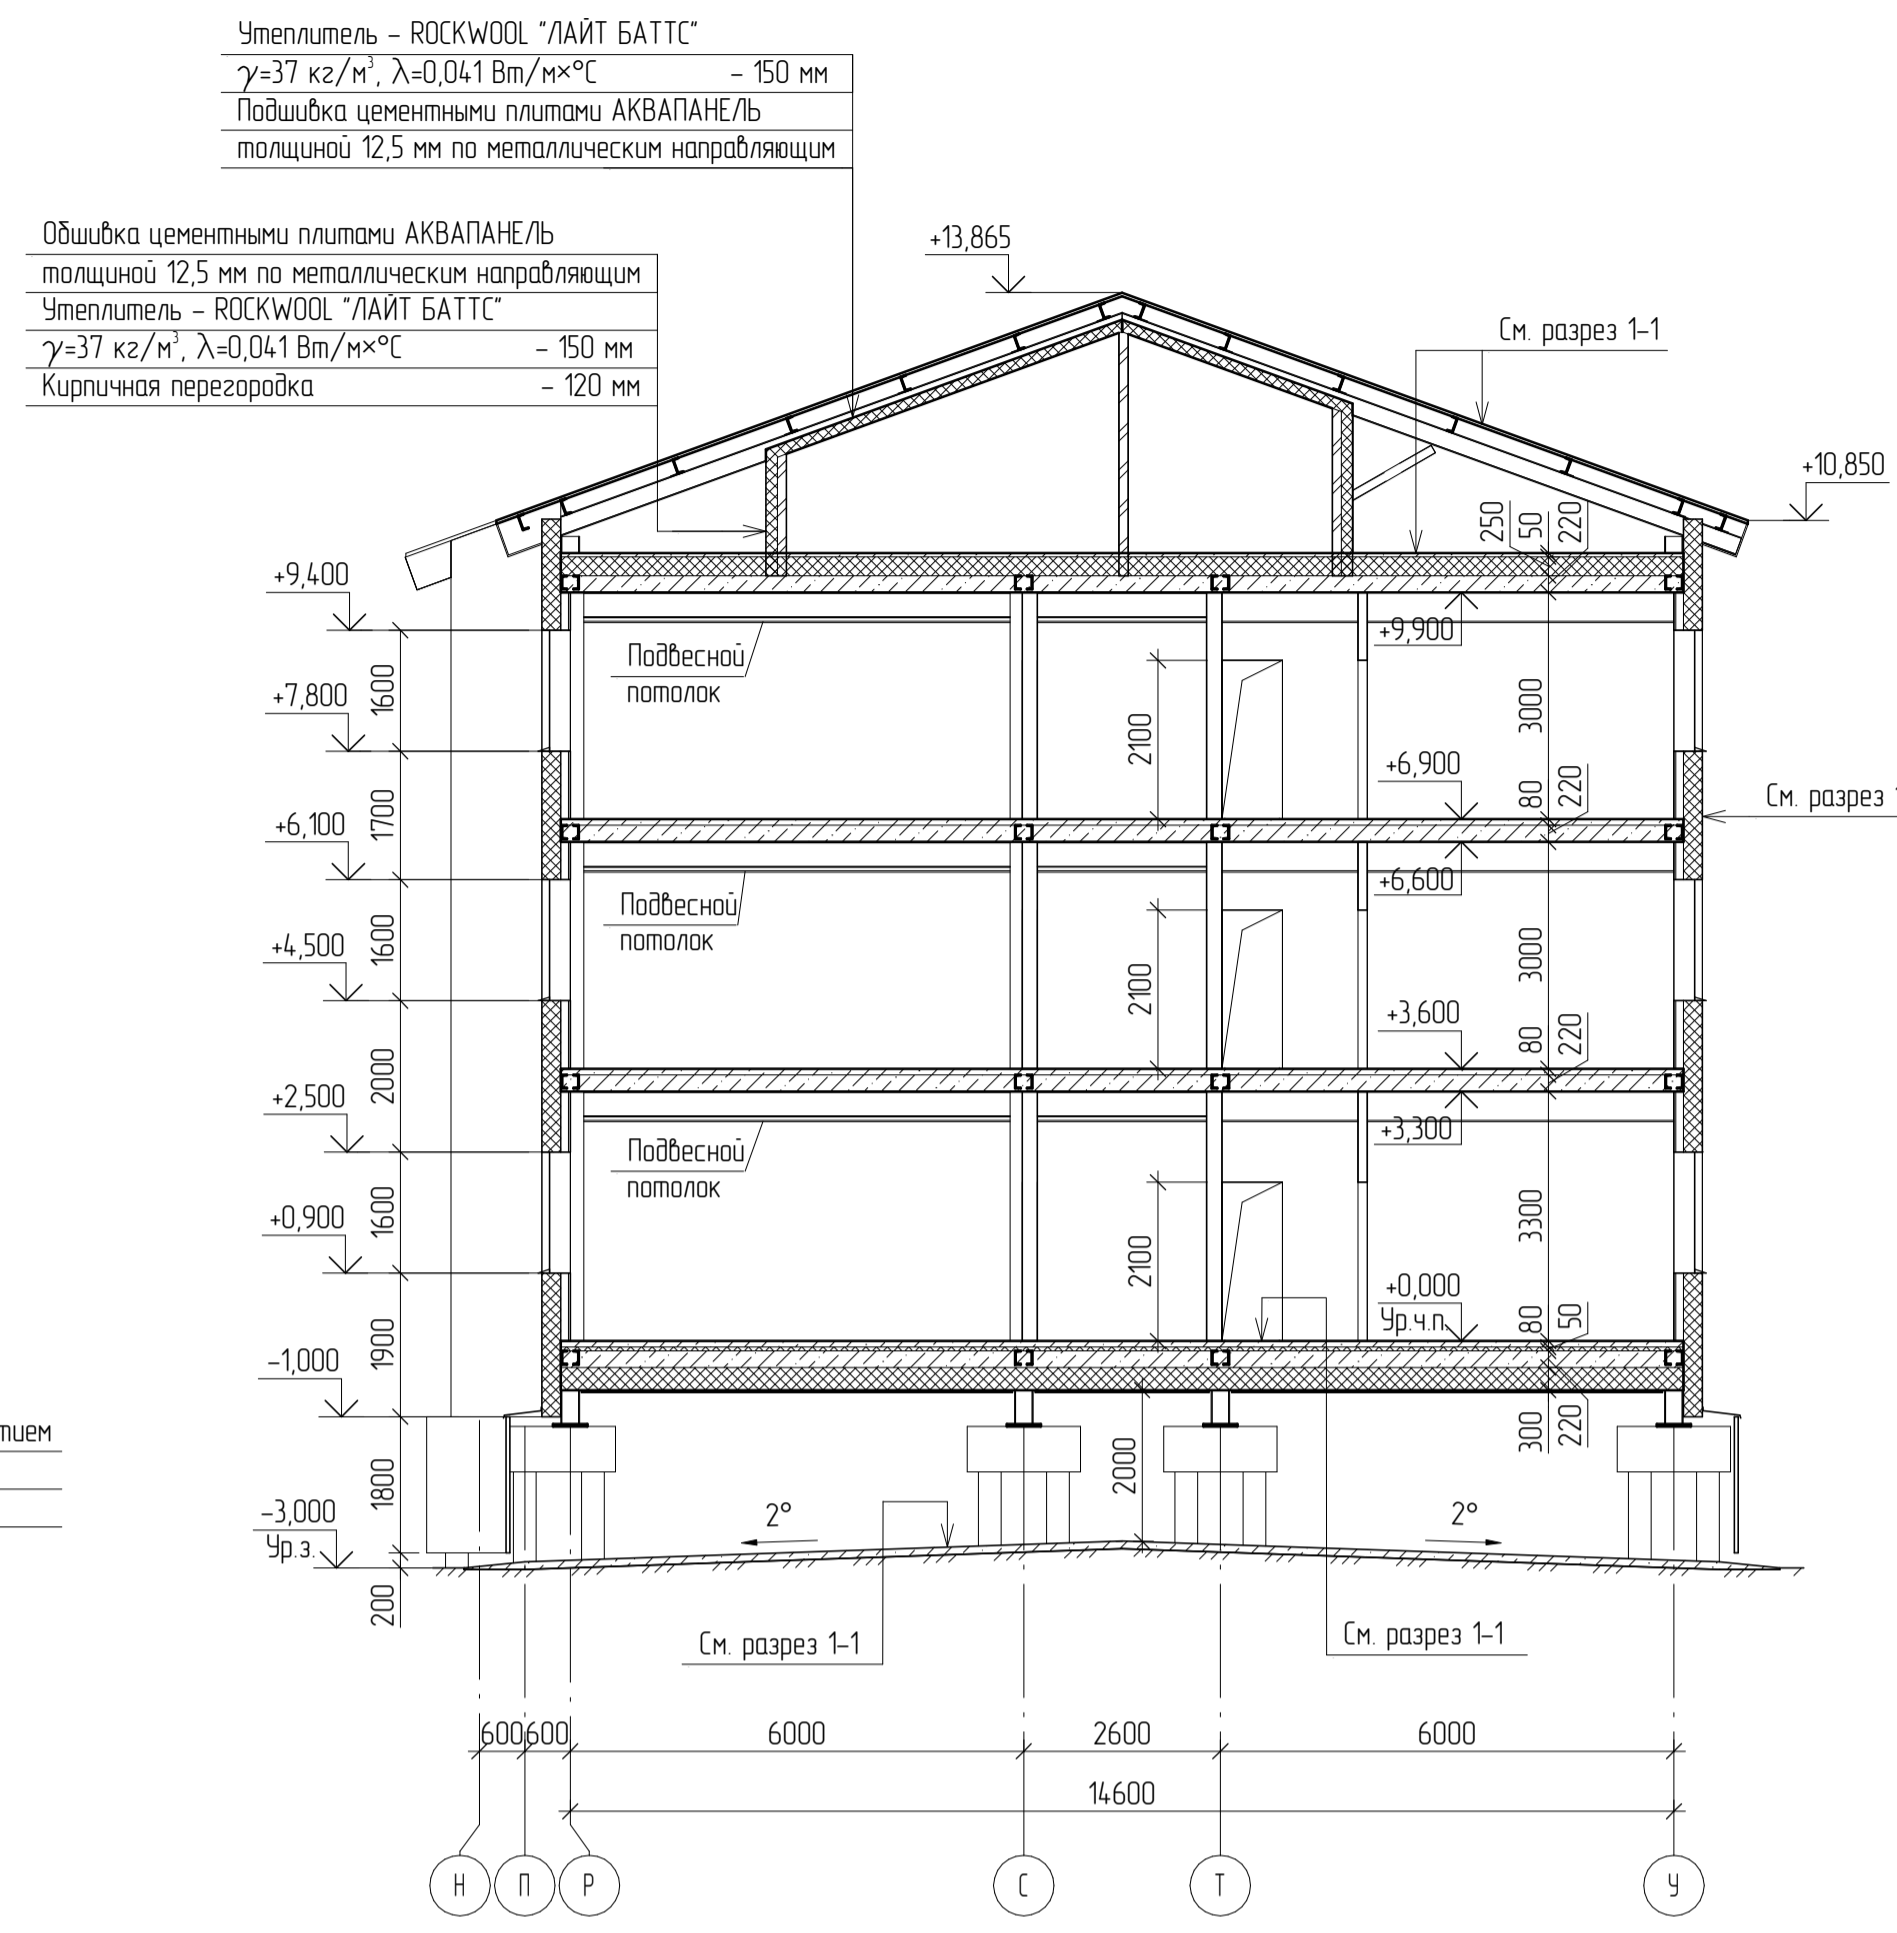 Утеплитель – ROCKWOOL "ЛАЙТ БАТТС"
γ=37 кг/м³, λ=0,041 Вт/м×°С – 150 мм
Подшивка цементными плитами АКВАПАНЕЛЬ
толщиной 12,5 мм по металлическим направляющим
Обшивка цементными плитами АКВАПАНЕЛЬ
толщиной 12,5 мм по металлическим направляющим
Утеплитель – ROCKWOOL "ЛАЙТ БАТТС"
γ=37 кг/м³, λ=0,041 Вт/м×°С – 150 мм
Кирпичная перегородка – 120 мм
+13,865
См. разрез 1–1
+10,850
250
50
220
+9,400
+9,900
Подвесной
потолок
1600
+7,800
2100
3000
+6,900
80
220
См. разрез
1700
+6,100
+6,600
Подвесной
потолок
1600
+4,500
2100
3000
+3,600
80
220
2000
+2,500
+3,300
Подвесной
потолок
1600
+0,900
2100
3300
+0,000
Ур.ч.п.
80
50
1900
–1,000
тием
300
220
1800
2000
–3,000
Ур.з.
2°
2°
200
См. разрез 1–1
См. разрез 1–1
600 600 6000 2600 6000
14600
Н П Р С Т У